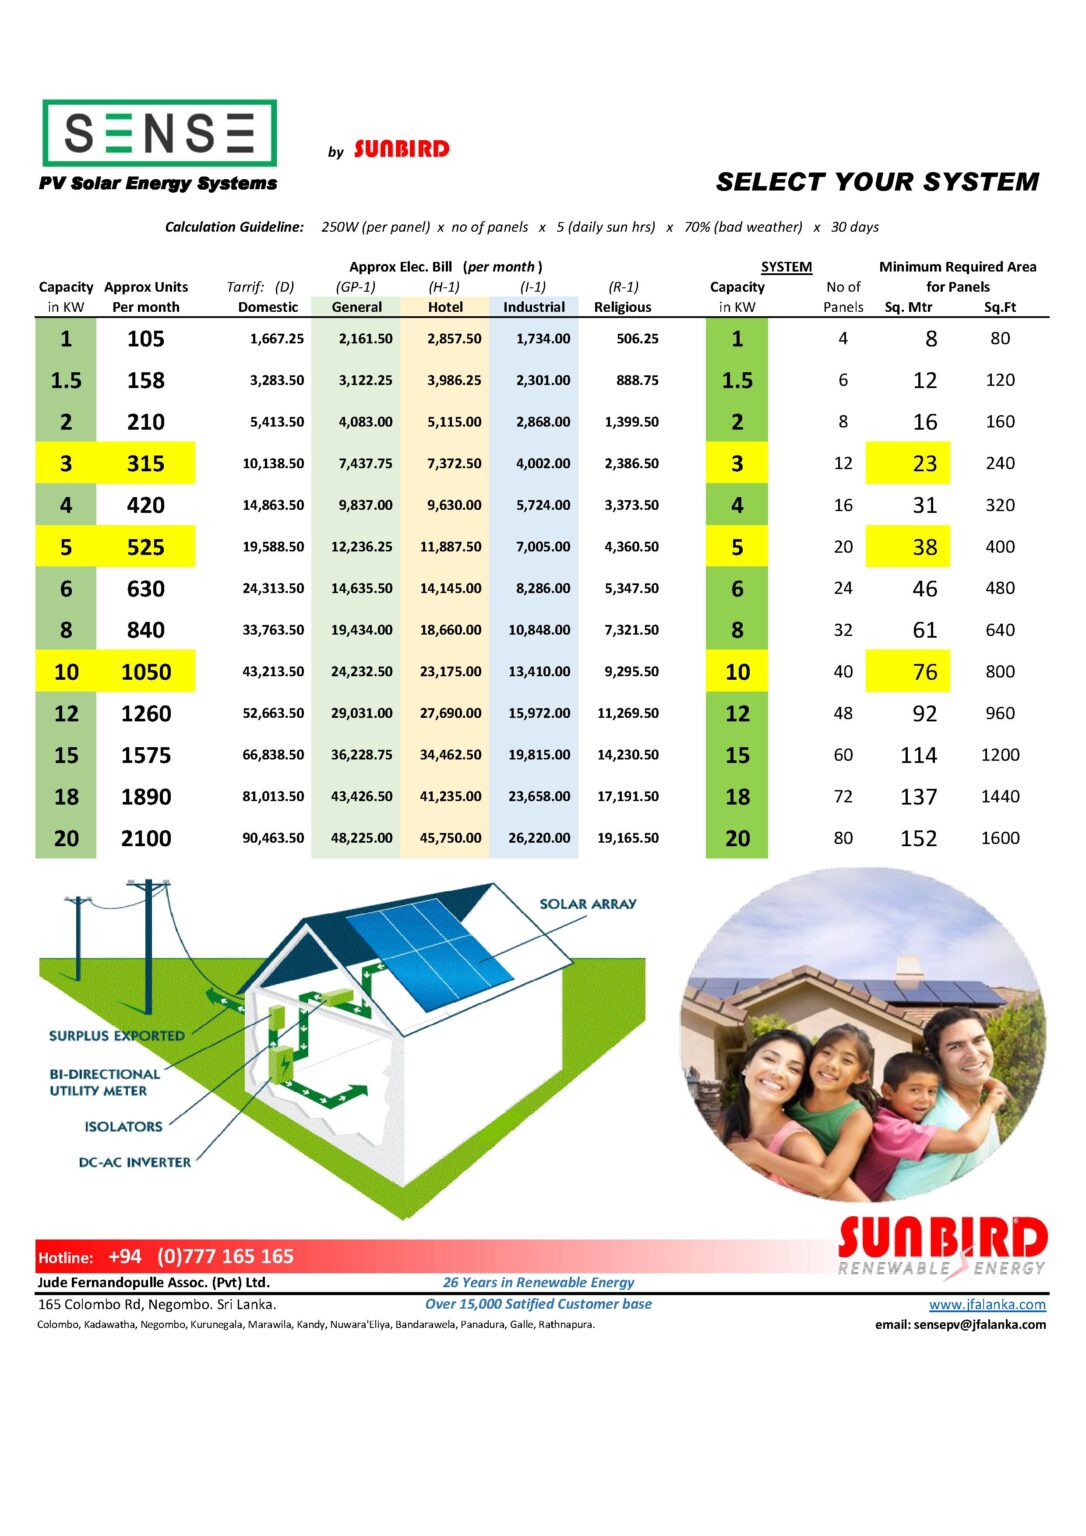 SENSE
by SUNBIRD
PV Solar Energy Systems
SELECT YOUR SYSTEM
Calculation Guideline: 250W (per panel) x no of panels x 5 (daily sun hrs) x 70% (bad weather) x 30 days
Approx Elec. Bill (per month) SYSTEM Minimum Required Area
Capacity Approx Units Tarrif: (D) (GP-1) (H-1) (I-1) (R-1) Capacity No of for Panels
in KW Per month Domestic General Hotel Industrial Religious in KW Panels Sq. Mtr Sq.Ft
1 105 1,667.25 2,161.50 2,857.50 1,734.00 506.25 1 4 8 80
1.5 158 3,283.50 3,122.25 3,986.25 2,301.00 888.75 1.5 6 12 120
2 210 5,413.50 4,083.00 5,115.00 2,868.00 1,399.50 2 8 16 160
3 315 10,138.50 7,437.75 7,372.50 4,002.00 2,386.50 3 12 23 240
4 420 14,863.50 9,837.00 9,630.00 5,724.00 3,373.50 4 16 31 320
5 525 19,588.50 12,236.25 11,887.50 7,005.00 4,360.50 5 20 38 400
6 630 24,313.50 14,635.50 14,145.00 8,286.00 5,347.50 6 24 46 480
8 840 33,763.50 19,434.00 18,660.00 10,848.00 7,321.50 8 32 61 640
10 1050 43,213.50 24,232.50 23,175.00 13,410.00 9,295.50 10 40 76 800
12 1260 52,663.50 29,031.00 27,690.00 15,972.00 11,269.50 12 48 92 960
15 1575 66,838.50 36,228.75 34,462.50 19,815.00 14,230.50 15 60 114 1200
18 1890 81,013.50 43,426.50 41,235.00 23,658.00 17,191.50 18 72 137 1440
20 2100 90,463.50 48,225.00 45,750.00 26,220.00 19,165.50 20 80 152 1600
SOLAR ARRAY
SURPLUS EXPORTED
BI-DIRECTIONAL
UTILITY METER
ISOLATORS
DC-AC INVERTER
SUNBIRD®
RENEWABLE ENERGY
Hotline: +94 (0)777 165 165
Jude Fernandopulle Assoc. (Pvt) Ltd. 26 Years in Renewable Energy
165 Colombo Rd, Negombo. Sri Lanka. Over 15,000 Satified Customer base www.jfalanka.com
Colombo, Kadawatha, Negombo, Kurunegala, Marawila, Kandy, Nuwara'Eliya, Bandarawela, Panadura, Galle, Rathnapura. email: sensepv@jfalanka.com